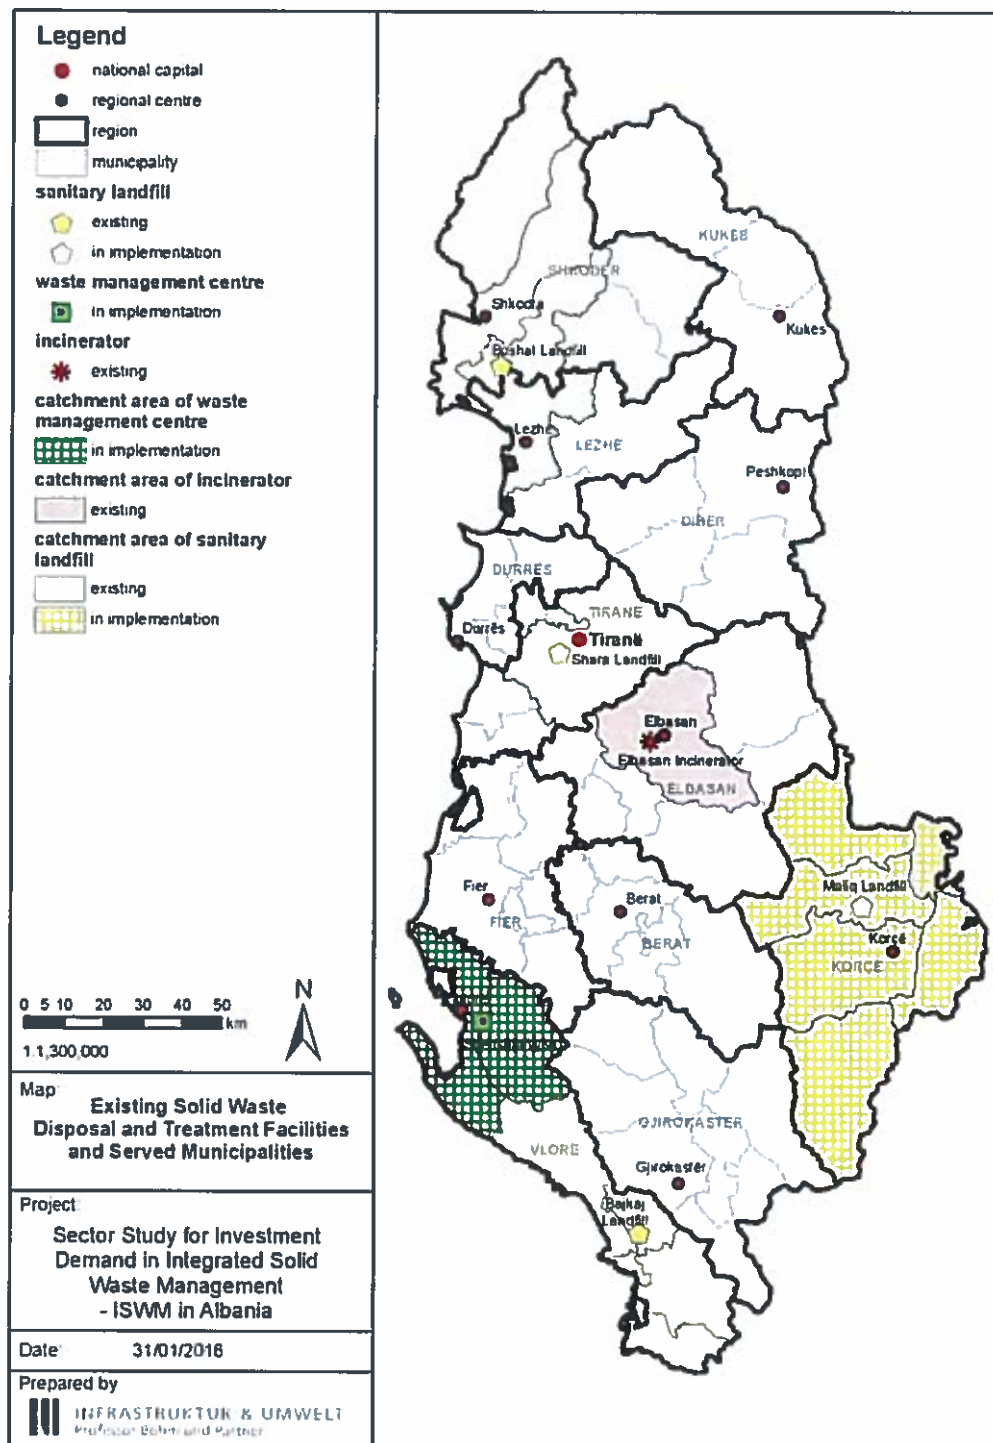 Legend
national capital
regional centre
region
municipality
sanitary landfill
existing
in implementation
waste management centre
in implementation
incinerator
existing
catchment area of waste
management centre
in implementation
catchment area of incinerator
existing
catchment area of sanitary
landfill
existing
in implementation
0 5 10 20 30 40 50
km
1:1,300,000
N
Map
Existing Solid Waste
Disposal and Treatment Facilities
and Served Municipalities
Project
Sector Study for Investment
Demand in Integrated Solid
Waste Management
- ISWM in Albania
Date 31/01/2016
Prepared by
INFRASTRUKTUR & UMWELT
Professor Böhm und Partner
KUKES
SHKODER
Shkodra
Kukes
Bushat Landfill
Lezhe
LEZHE
Peshkopi
DIBER
DURRES
TIRANE
Durrës
Tiranë
Shara Landfill
Elbasan
Elbasan Incinerator
ELBASAN
Maliq Landfill
Fier
FIER
Berat
BERAT
Korçë
KORCE
VLORE
GJIROKASTER
Gjirokastër
Bajkaj
Landfill